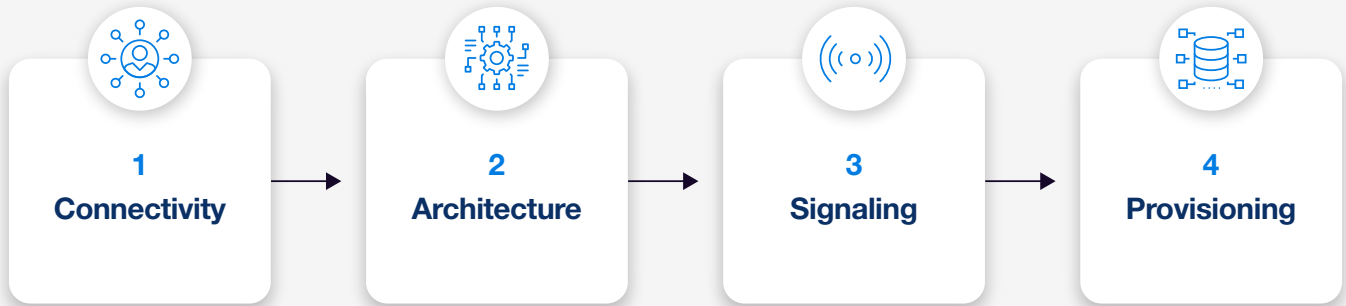 1
Connectivity
2
Architecture
3
Signaling
4
Provisioning